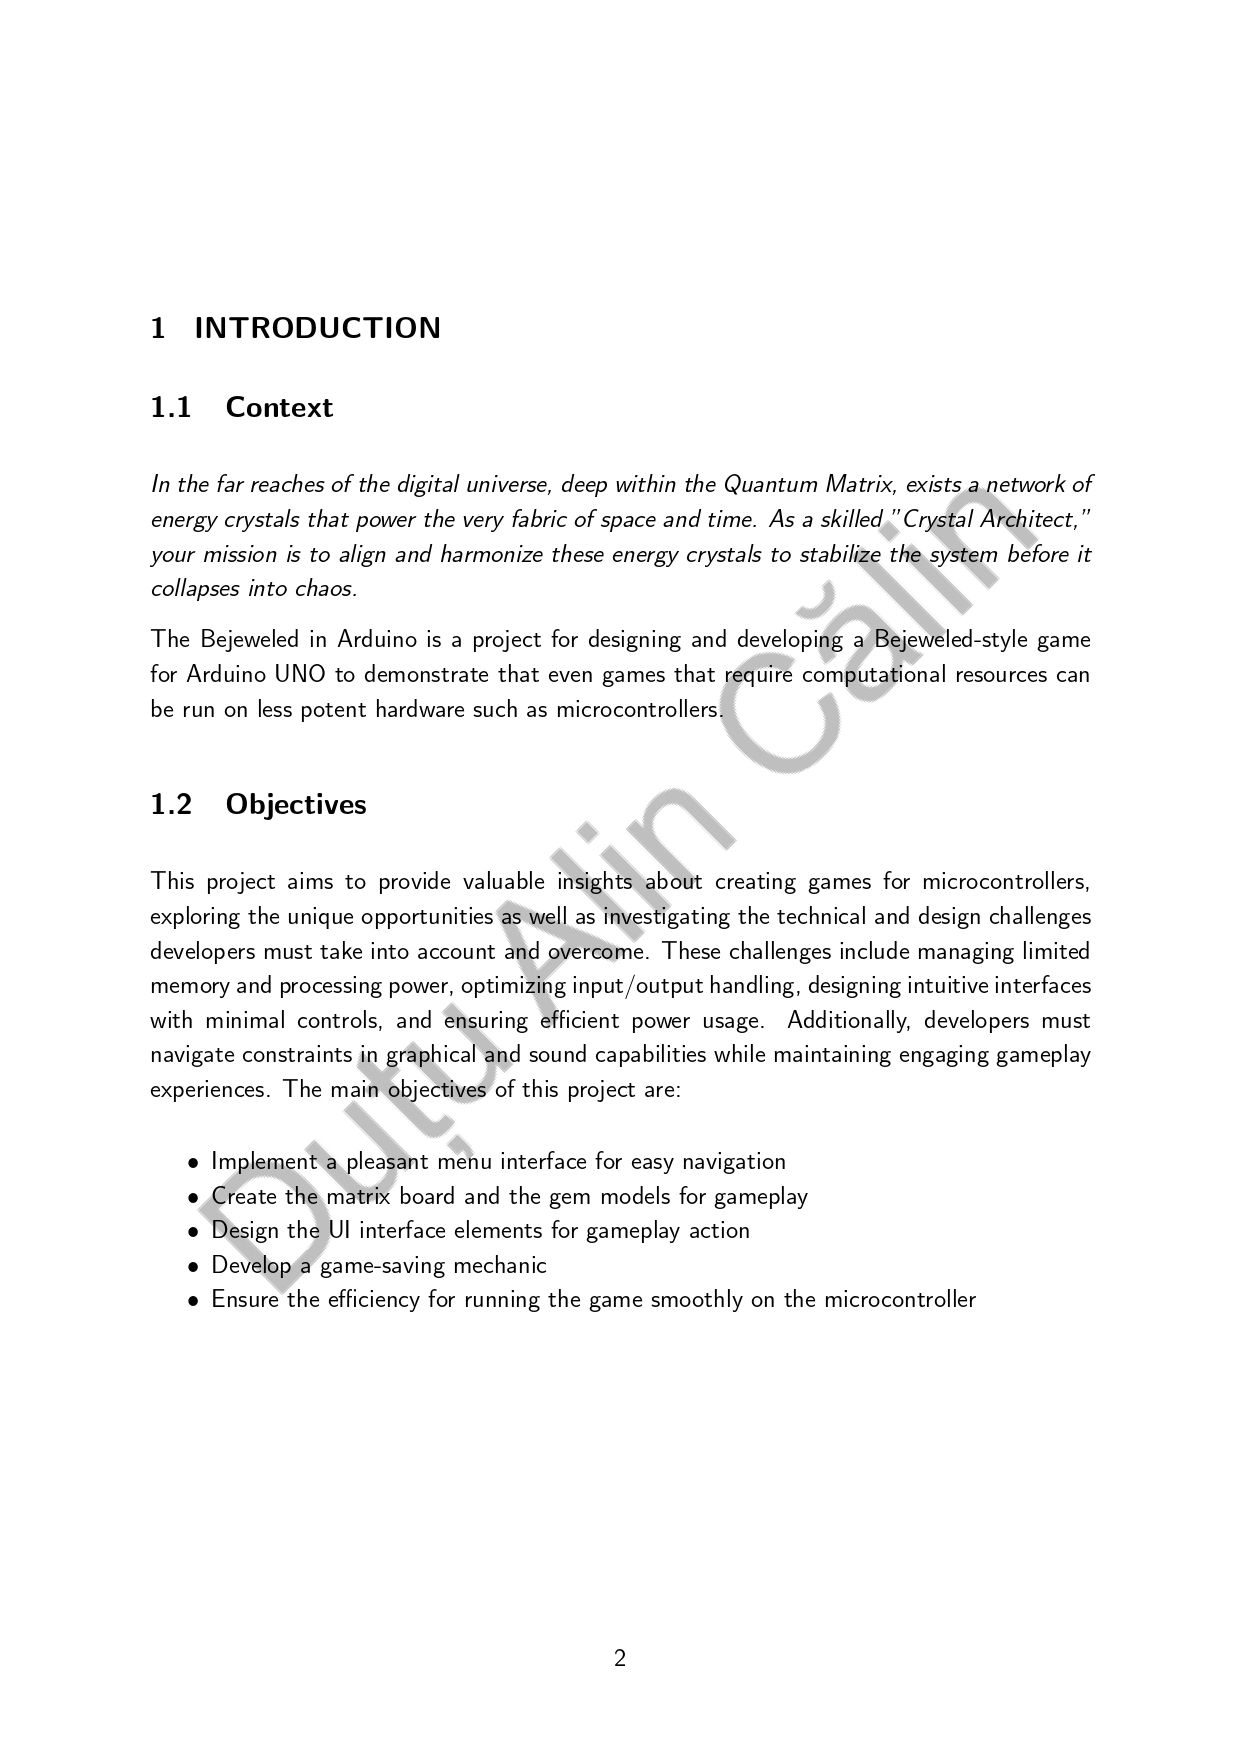 1 INTRODUCTION
1.1 Context
In the far reaches of the digital universe, deep within the Quantum Matrix, exists a network of
energy crystals that power the very fabric of space and time. As a skilled ”Crystal Architect,”
your mission is to align and harmonize these energy crystals to stabilize the system before it
collapses into chaos.
The Bejeweled in Arduino is a project for designing and developing a Bejeweled-style game
for Arduino UNO to demonstrate that even games that require computational resources can
be run on less potent hardware such as microcontrollers.
1.2 Objectives
This project aims to provide valuable insights about creating games for microcontrollers,
exploring the unique opportunities as well as investigating the technical and design challenges
developers must take into account and overcome. These challenges include managing limited
memory and processing power, optimizing input/output handling, designing intuitive interfaces
with minimal controls, and ensuring efficient power usage. Additionally, developers must
navigate constraints in graphical and sound capabilities while maintaining engaging gameplay
experiences. The main objectives of this project are:
• Implement a pleasant menu interface for easy navigation
• Create the matrix board and the gem models for gameplay
• Design the UI interface elements for gameplay action
• Develop a game-saving mechanic
• Ensure the efficiency for running the game smoothly on the microcontroller
Duțu Alin Călin
2